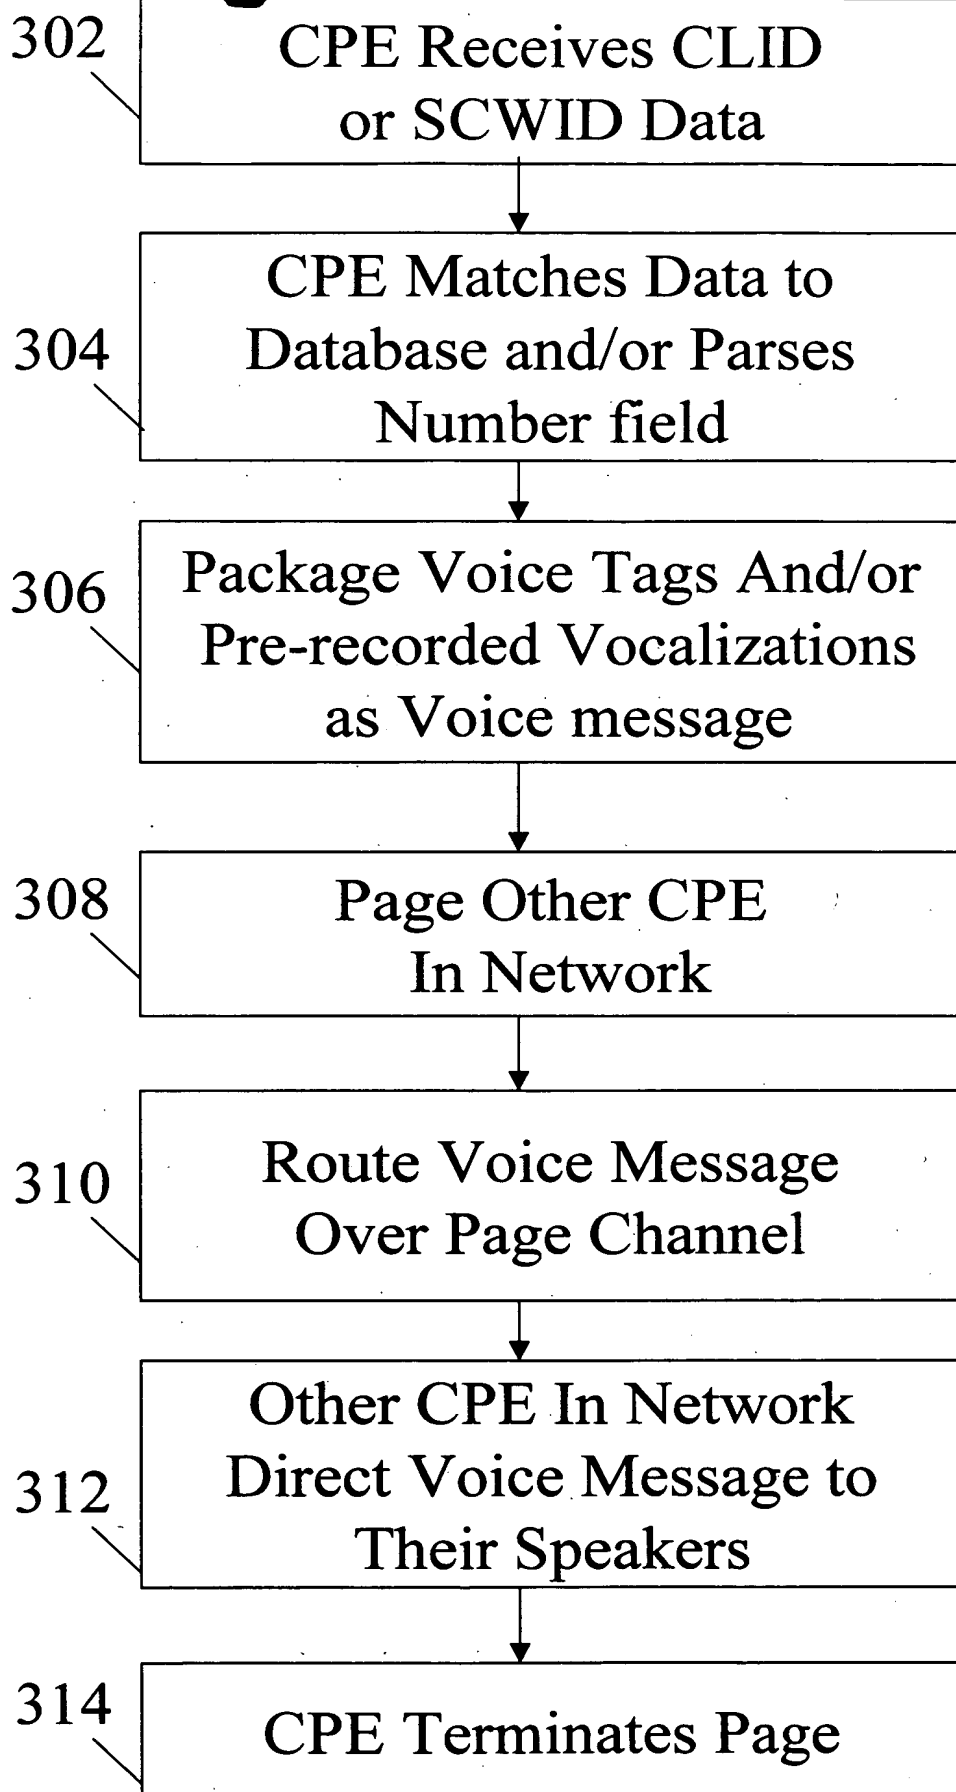 302
CPE Receives CLID
or SCWID Data
304
CPE Matches Data to
Database and/or Parses
Number field
306
Package Voice Tags And/or
Pre-recorded Vocalizations
as Voice message
308
Page Other CPE
In Network
310
Route Voice Message
Over Page Channel
312
Other CPE In Network
Direct Voice Message to
Their Speakers
314
CPE Terminates Page